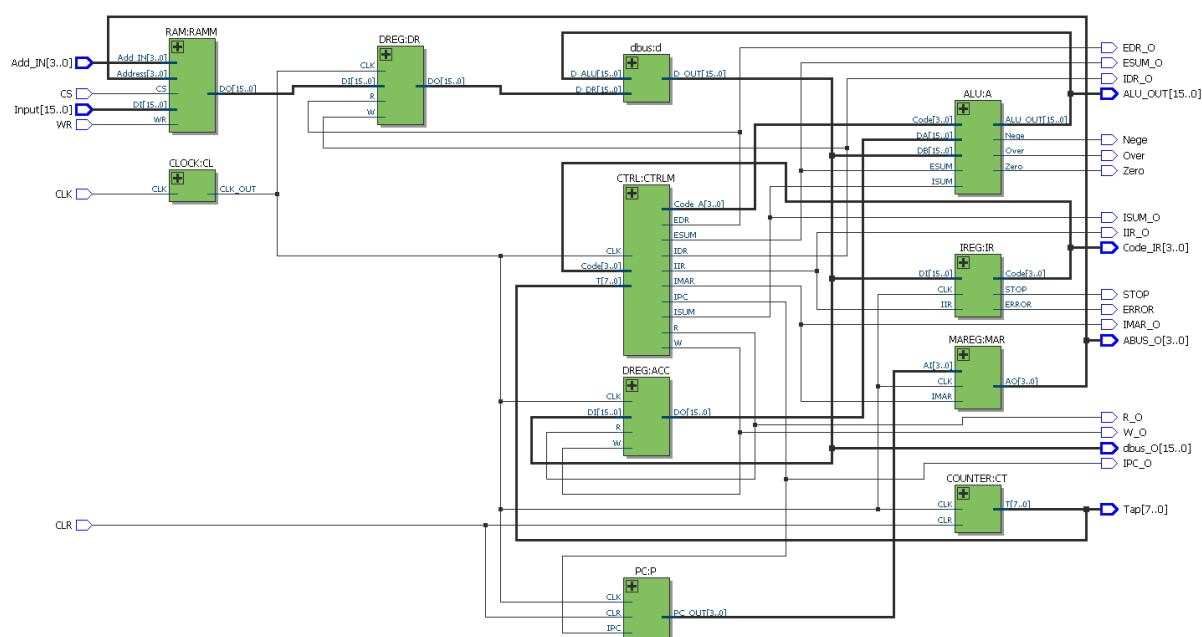 RAM:RAMM
Add_IN[3..0]
Add_IN[3..0]
Address[3..0]
CS
CS
Input[15..0]
DI[15..0]
WR
WR
DO[15..0]
DREG:DR
CLK
DI[15..0]
R
W
DO[15..0]
dbus:d
D_ALU[15..0]
D_DR[15..0]
D_OUT[15..0]
EDR_O
ESUM_O
IDR_O
ALU_OUT[15..0]
ALU:A
Code[3..0]
DA[15..0]
DB[15..0]
ESUM
ISUM
ALU_OUT[15..0]
Nege
Over
Zero
Nege
Over
Zero
CLOCK:CL
CLK
CLK
CLK_OUT
CTRL:CTRLM
CLK
Code[3..0]
T[7..0]
Code_A[3..0]
EDR
ESUM
IDR
IIR
IMAR
IPC
ISUM
R
W
ISUM_O
IIR_O
Code_IR[3..0]
IREG:IR
DI[15..0]
CLK
IIR
Code[3..0]
STOP
ERROR
STOP
ERROR
IMAR_O
ABUS_O[3..0]
MAREG:MAR
AI[3..0]
CLK
IMAR
AO[3..0]
DREG:ACC
CLK
DI[15..0]
R
W
DO[15..0]
R_O
W_O
dbus_O[15..0]
IPC_O
COUNTER:CT
CLK
CLR
T[7..0]
Tap[7..0]
CLR
PC:P
CLK
CLR
IPC
PC_OUT[3..0]